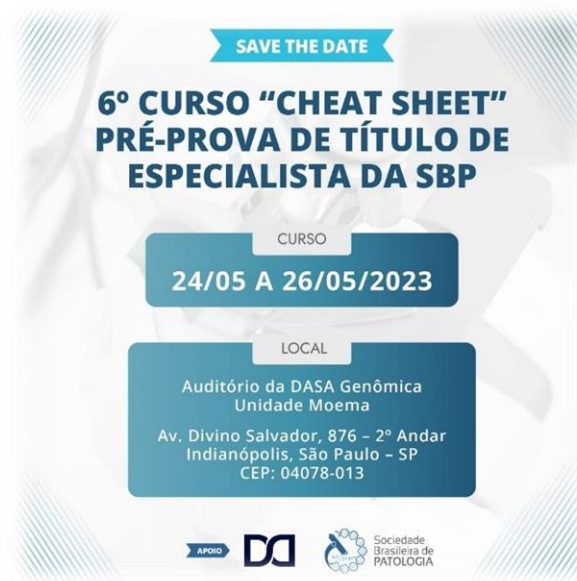 SAVE THE DATE
6º CURSO “CHEAT SHEET”
PRÉ-PROVA DE TÍTULO DE
ESPECIALISTA DA SBP
CURSO
24/05 A 26/05/2023
LOCAL
Auditório da DASA Genômica
Unidade Moema
Av. Divino Salvador, 876 – 2º Andar
Indianópolis, São Paulo – SP
CEP: 04078-013
APOIO
Sociedade
Brasileira de
PATOLOGIA